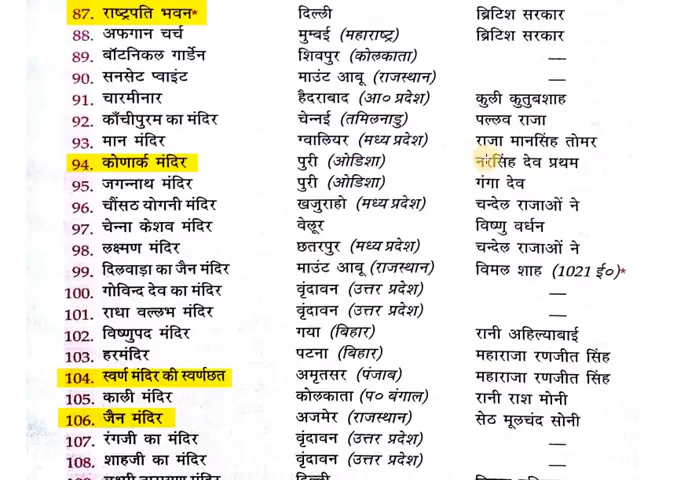 87. राष्ट्रपति भवन* दिल्ली ब्रिटिश सरकार
88. अफगान चर्च मुम्बई (महाराष्ट्र) ब्रिटिश सरकार
89. बॉटनिकल गार्डेन शिवपुर (कोलकाता) —
90. सनसेट प्वाइंट माउंट आबू (राजस्थान) —
91. चारमीनार हैदराबाद (आ० प्रदेश) कुली कुतुबशाह
92. काँचीपुरम का मंदिर चेन्नई (तमिलनाडु) पल्लव राजा
93. मान मंदिर ग्वालियर (मध्य प्रदेश) राजा मानसिंह तोमर
94. कोणार्क मंदिर पुरी (ओडिशा) नरसिंह देव प्रथम
95. जगन्नाथ मंदिर पुरी (ओडिशा) गंगा देव
96. चौंसठ योगनी मंदिर खजुराहो (मध्य प्रदेश) चन्देल राजाओं ने
97. चेन्ना केशव मंदिर वेलूर विष्णु वर्धन
98. लक्ष्मण मंदिर छतरपुर (मध्य प्रदेश) चन्देल राजाओं ने
99. दिलवाड़ा का जैन मंदिर माउंट आबू (राजस्थान) विमल शाह (1021 ई०)*
100. गोविन्द देव का मंदिर वृंदावन (उत्तर प्रदेश) —
101. राधा वल्लभ मंदिर वृंदावन (उत्तर प्रदेश) —
102. विष्णुपद मंदिर गया (बिहार) रानी अहिल्याबाई
103. हरमंदिर पटना (बिहार) महाराजा रणजीत सिंह
104. स्वर्ण मंदिर की स्वर्णछत अमृतसर (पंजाब) महाराजा रणजीत सिंह
105. काली मंदिर कोलकाता (प० बंगाल) रानी राश मोनी
106. जैन मंदिर अजमेर (राजस्थान) सेठ मूलचंद सोनी
107. रंगजी का मंदिर वृंदावन (उत्तर प्रदेश) —
108. शाहजी का मंदिर वृंदावन (उत्तर प्रदेश) —